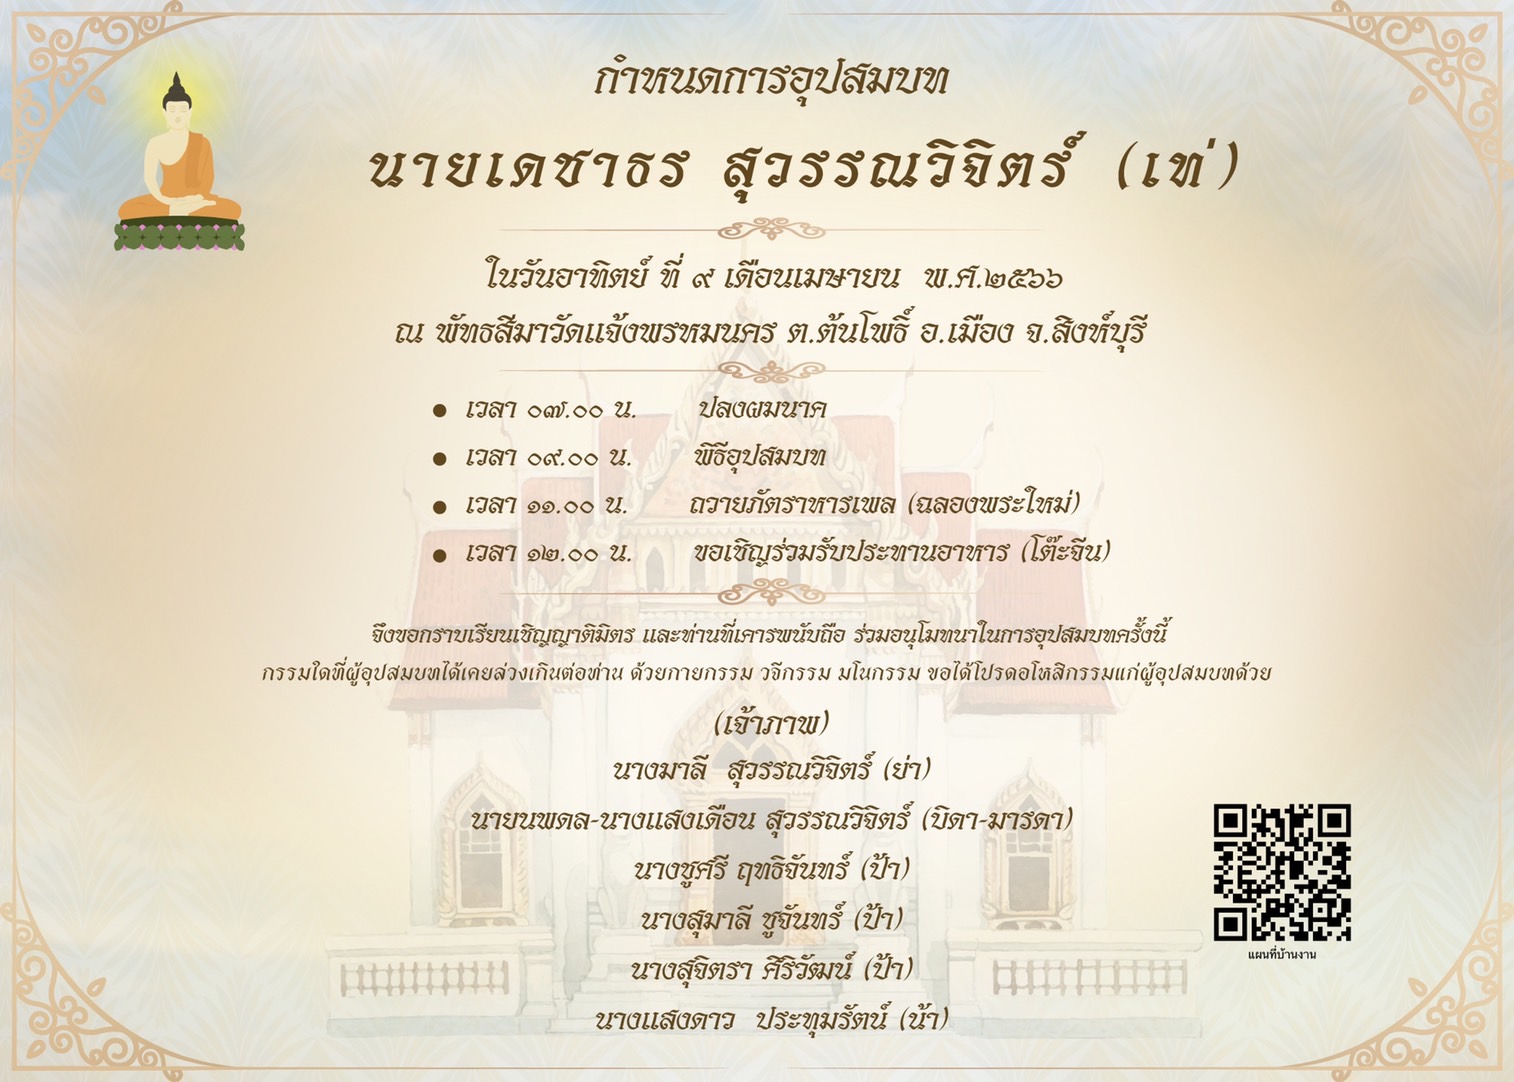 กำหนดการอุปสมบท
นายเดชาธร สุวรรณวิจิตร์ (เท่)
ในวันอาทิตย์ ที่ ๙ เดือนเมษายน พ.ศ.๒๕๖๖
ณ พัทธสีมาวัดแจ้งพรหมนคร ต.ต้นโพธิ์ อ.เมือง จ.สิงห์บุรี
• เวลา ๐๗.๐๐ น. ปลงผมนาค
• เวลา ๐๙.๐๐ น. พิธีอุปสมบท
• เวลา ๑๑.๐๐ น. ถวายภัตราหารเพล (ฉลองพระใหม่)
• เวลา ๑๒.๐๐ น. ขอเชิญร่วมรับประทานอาหาร (โต๊ะจีน)
จึงขอกราบเรียนเชิญญาติมิตร และท่านที่เคารพนับถือ ร่วมอนุโมทนาในการอุปสมบทครั้งนี้
กรรมใดที่ผู้อุปสมบทได้เคยล่วงเกินต่อท่าน ด้วยกายกรรม วจีกรรม มโนกรรม ขอได้โปรดอโหสิกรรมแก่ผู้อุปสมบทด้วย
(เจ้าภาพ)
นางมาลี สุวรรณวิจิตร์ (ย่า)
นายนพดล-นางแสงเดือน สุวรรณวิจิตร์ (บิดา-มารดา)
นางชูศรี ฤทธิจันทร์ (ป้า)
นางสุมาลี ชูจันทร์ (ป้า)
นางสุจิตรา ศิริวัฒน์ (ป้า)
นางแสงดาว ประทุมรัตน์ (น้า)
แผนที่บ้านงาน